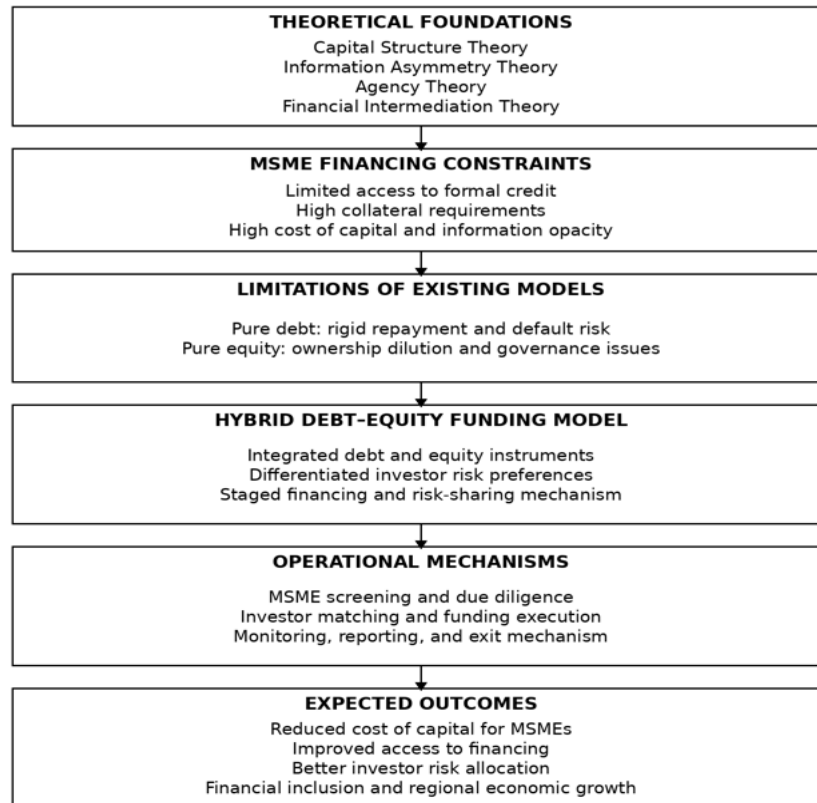 THEORETICAL FOUNDATIONS
Capital Structure Theory
Information Asymmetry Theory
Agency Theory
Financial Intermediation Theory
MSME FINANCING CONSTRAINTS
Limited access to formal credit
High collateral requirements
High cost of capital and information opacity
LIMITATIONS OF EXISTING MODELS
Pure debt: rigid repayment and default risk
Pure equity: ownership dilution and governance issues
HYBRID DEBT–EQUITY FUNDING MODEL
Integrated debt and equity instruments
Differentiated investor risk preferences
Staged financing and risk-sharing mechanism
OPERATIONAL MECHANISMS
MSME screening and due diligence
Investor matching and funding execution
Monitoring, reporting, and exit mechanism
EXPECTED OUTCOMES
Reduced cost of capital for MSMEs
Improved access to financing
Better investor risk allocation
Financial inclusion and regional economic growth